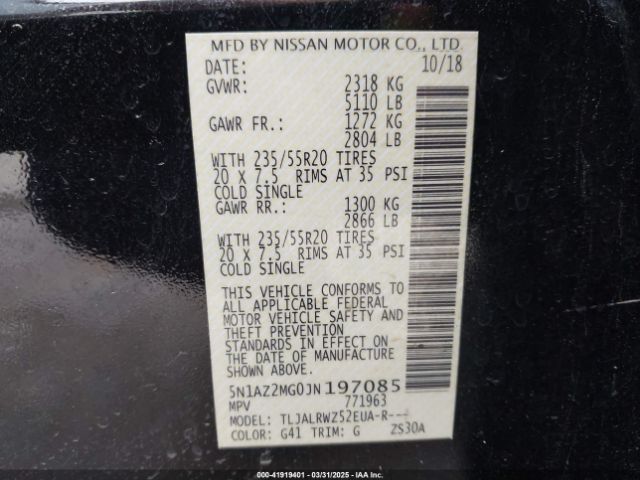 MFD BY NISSAN MOTOR CO., LTD.
DATE: 10/18
GVWR: 2318 KG
5110 LB
GAWR FR.: 1272 KG
2804 LB
WITH 235/55R20 TIRES
20 X 7.5 RIMS AT 35 PSI
COLD SINGLE
GAWR RR.: 1300 KG
2866 LB
WITH 235/55R20 TIRES
20 X 7.5 RIMS AT 35 PSI
COLD SINGLE
THIS VEHICLE CONFORMS TO
ALL APPLICABLE FEDERAL
MOTOR VEHICLE SAFETY AND
THEFT PREVENTION
STANDARDS IN EFFECT ON
THE DATE OF MANUFACTURE
SHOWN ABOVE.
5N1AZ2MG0JN197085
MPV 771963
MODEL: TLJALRWZ52EUA-R---
COLOR: G41 TRIM: G ZS30A
000-41919401 - 03/31/2025 - IAAI.COM